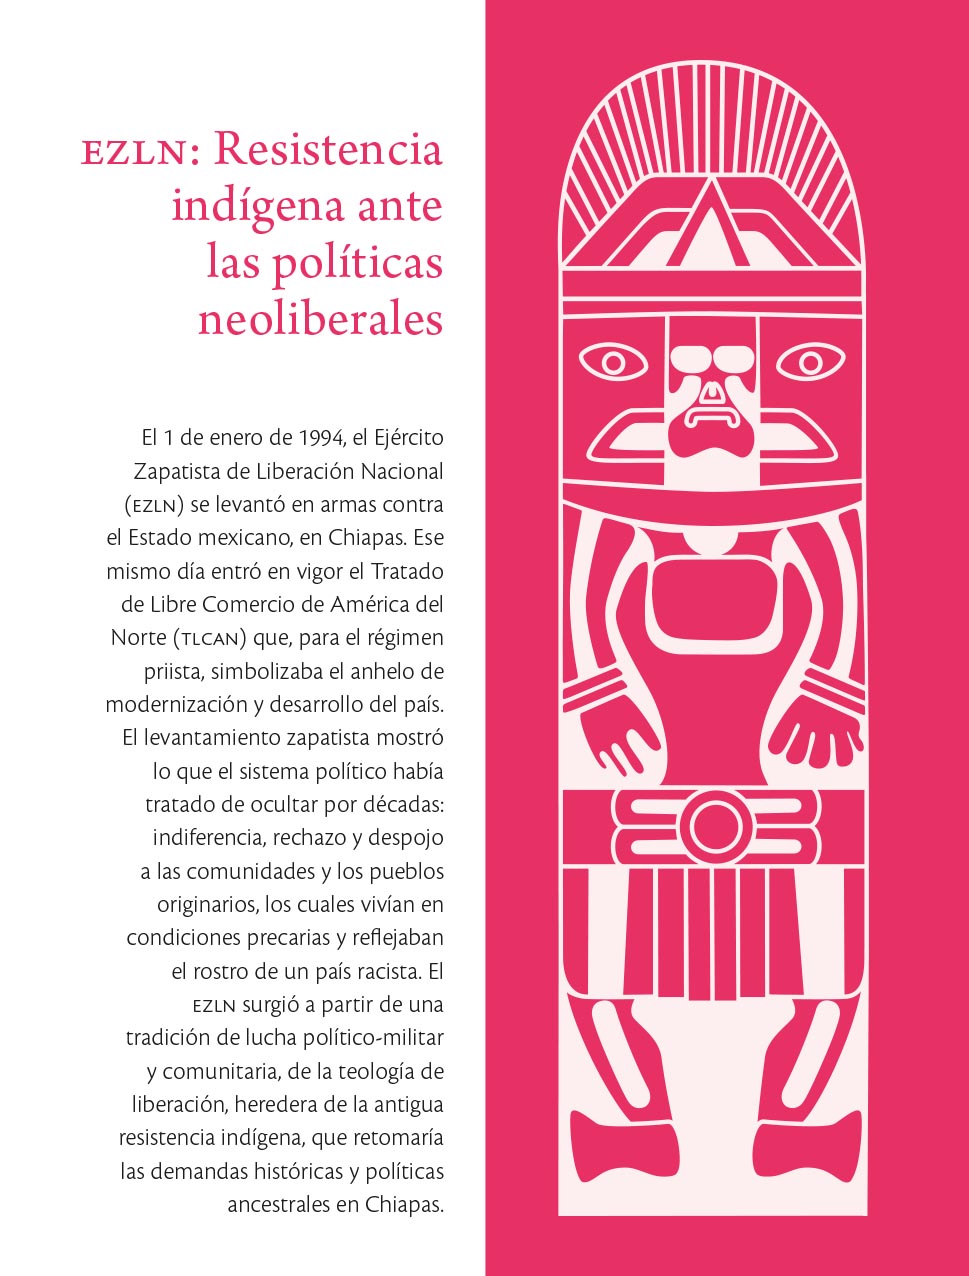 EZLN: Resistencia
indígena ante
las políticas
neoliberales
El 1 de enero de 1994, el Ejército
Zapatista de Liberación Nacional
(EZLN) se levantó en armas contra
el Estado mexicano, en Chiapas. Ese
mismo día entró en vigor el Tratado
de Libre Comercio de América del
Norte (TLCAN) que, para el régimen
priista, simbolizaba el anhelo de
modernización y desarrollo del país.
El levantamiento zapatista mostró
lo que el sistema político había
tratado de ocultar por décadas:
indiferencia, rechazo y despojo
a las comunidades y los pueblos
originarios, los cuales vivían en
condiciones precarias y reflejaban
el rostro de un país racista. El
EZLN surgió a partir de una
tradición de lucha político-militar
y comunitaria, de la teología de
liberación, heredera de la antigua
resistencia indígena, que retomaría
las demandas históricas y políticas
ancestrales en Chiapas.